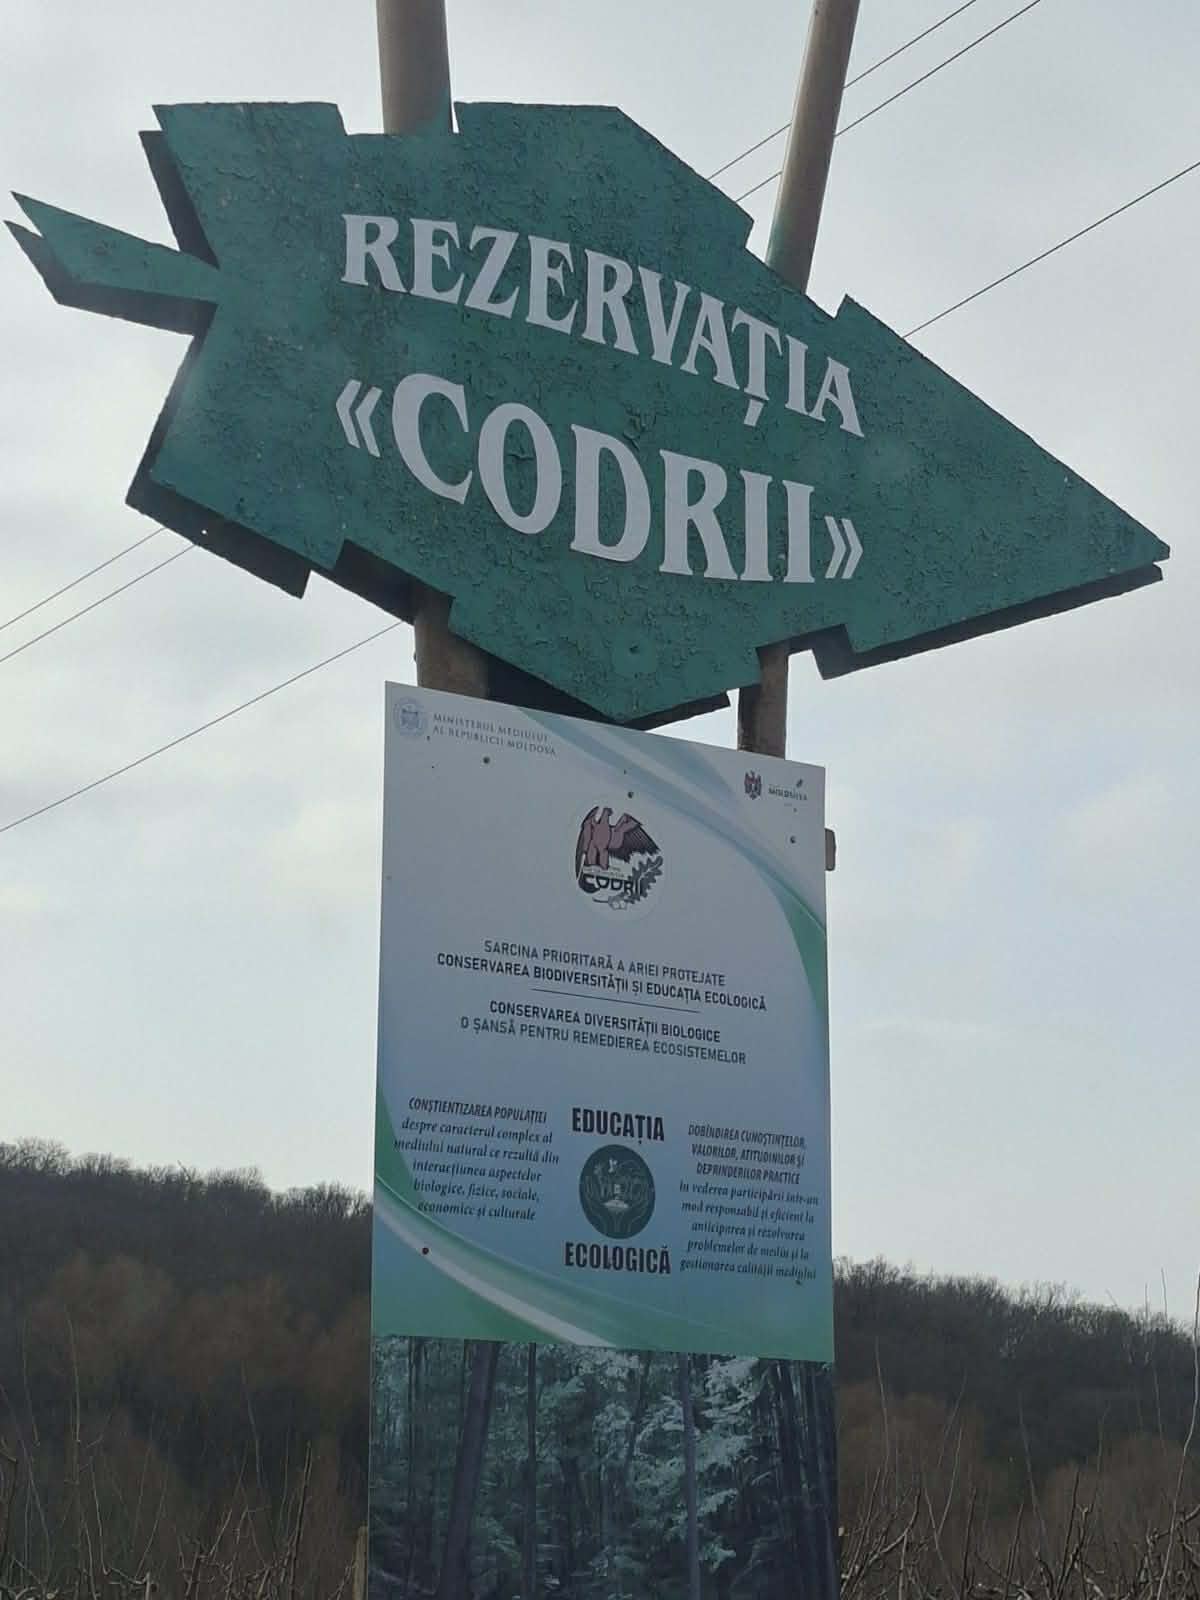 REZERVAȚIA
«CODRII»
MINISTERUL MEDIULUI
AL REPUBLICII MOLDOVA
MOLDSILVA
CODRII
SARCINA PRIORITARĂ A ARIEI PROTEJATE
CONSERVAREA BIODIVERSITĂȚII ȘI EDUCAȚIA ECOLOGICĂ
CONSERVAREA DIVERSITĂȚII BIOLOGICE
O ȘANSĂ PENTRU REMEDIEREA ECOSISTEMELOR
CONȘTIENTIZAREA POPULAȚIEI
despre caracterul complex al
mediului natural ce rezultă din
interacțiunea aspectelor
biologice, fizice, sociale,
economice și culturale
EDUCAȚIA
ECOLOGICĂ
DOBÎNDIREA CUNOȘTINȚELOR,
VALORILOR, ATITUDINILOR ȘI
DEPRINDERILOR PRACTICE
în vederea participării într-un
mod responsabil și eficient la
anticiparea și rezolvarea
problemelor de mediu și la
gestionarea calității mediului